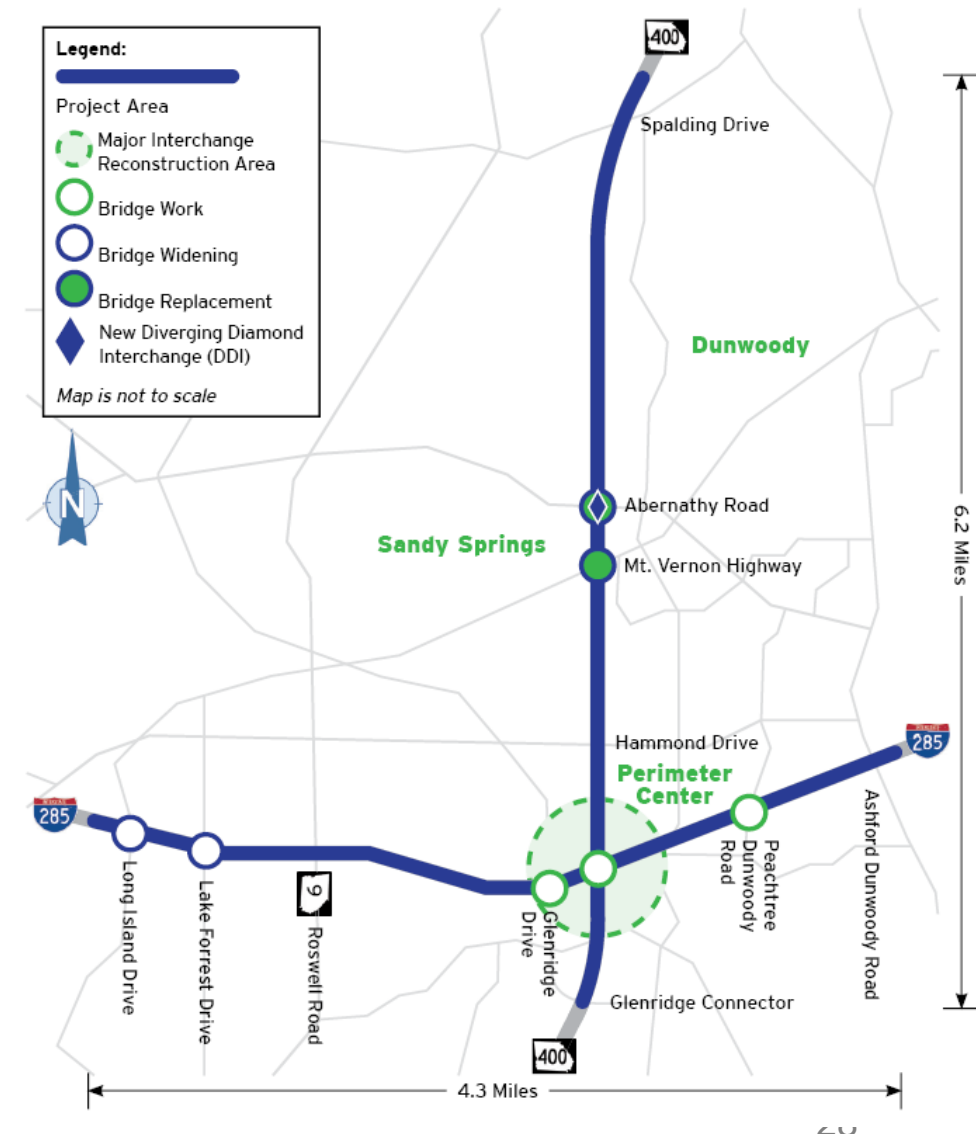 Legend:
Project Area
Major Interchange
Reconstruction Area
Bridge Work
Bridge Widening
Bridge Replacement
New Diverging Diamond
Interchange (DDI)
Map is not to scale
N
400
Spalding Drive
Dunwoody
Abernathy Road
Sandy Springs
Mt. Vernon Highway
6.2 Miles
Hammond Drive
Perimeter
Center
285
285
Long Island Drive
Lake Forrest Drive
9
Roswell Road
Glenridge
Drive
Peachtree
Dunwoody
Road
Ashford Dunwoody Road
Glenridge Connector
400
4.3 Miles